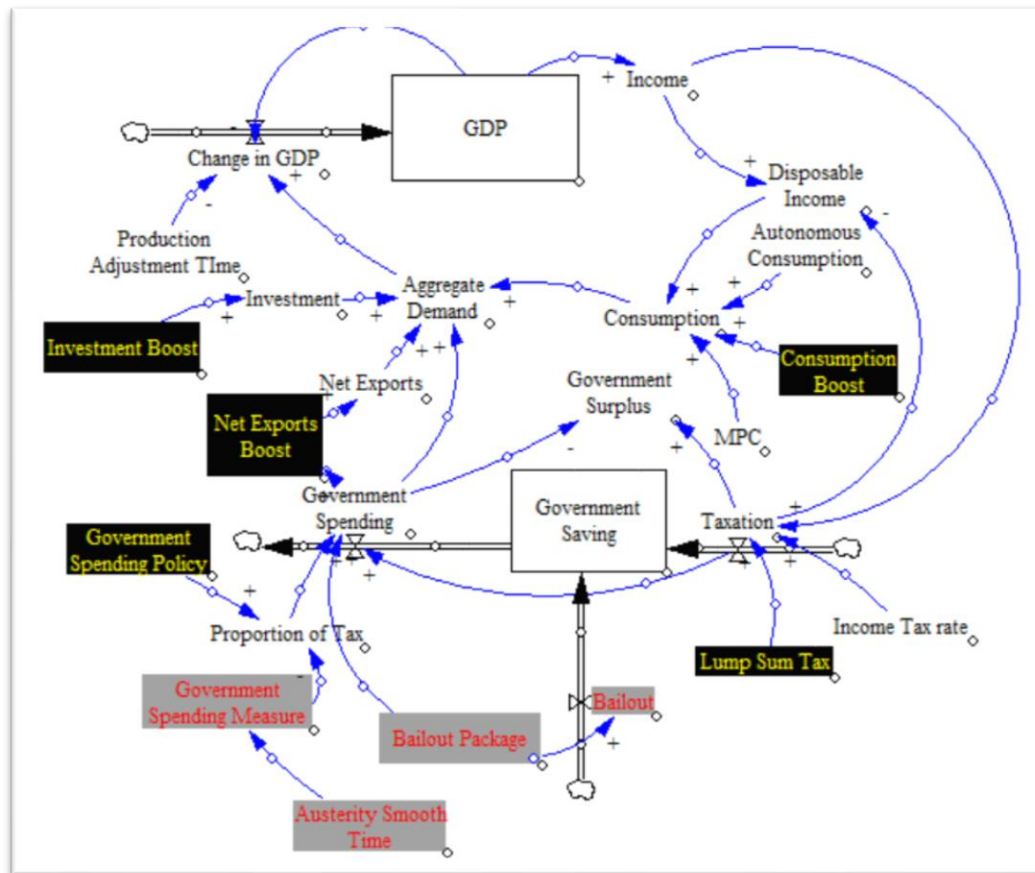 Income
GDP
Change in GDP
Disposable
Income
Production
Adjustment TIme
Autonomous
Consumption
Aggregate
Demand
Investment
Consumption
Investment Boost
Consumption
Boost
Net Exports
Government
Surplus
Net Exports
Boost
MPC
Government
Spending
Government
Saving
Taxation
Government
Spending Policy
Proportion of Tax
Income Tax rate
Lump Sum Tax
Government
Spending Measure
Bailout
Bailout Package
Austerity Smooth
Time